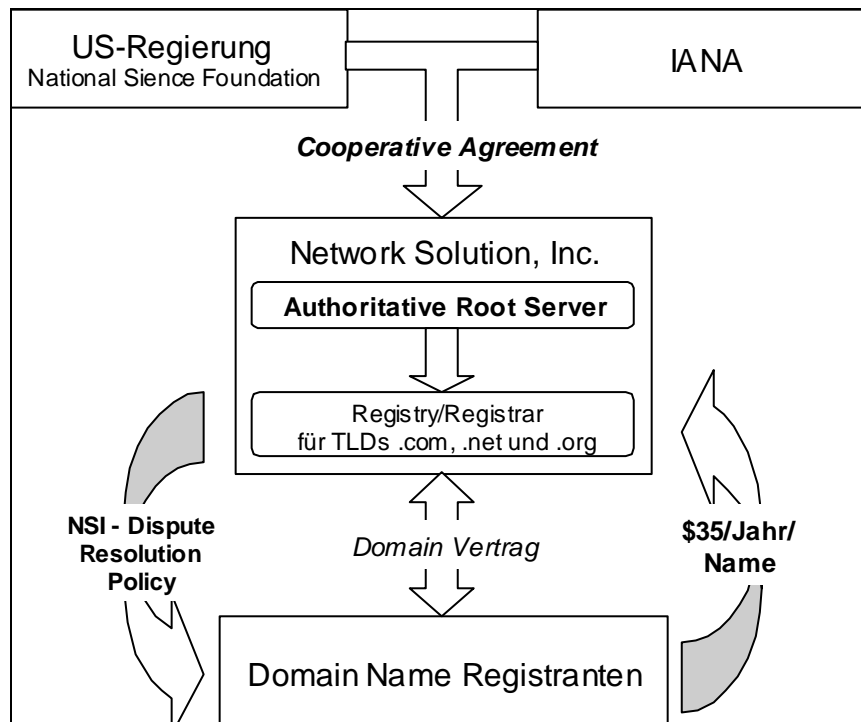 US-Regierung
National Sience Foundation
IANA
Cooperative Agreement
Network Solution, Inc.
Authoritative Root Server
Registry/Registrar
für TLDs .com, .net und .org
NSI - Dispute
Resolution
Policy
Domain Vertrag
$35/Jahr/
Name
Domain Name Registranten